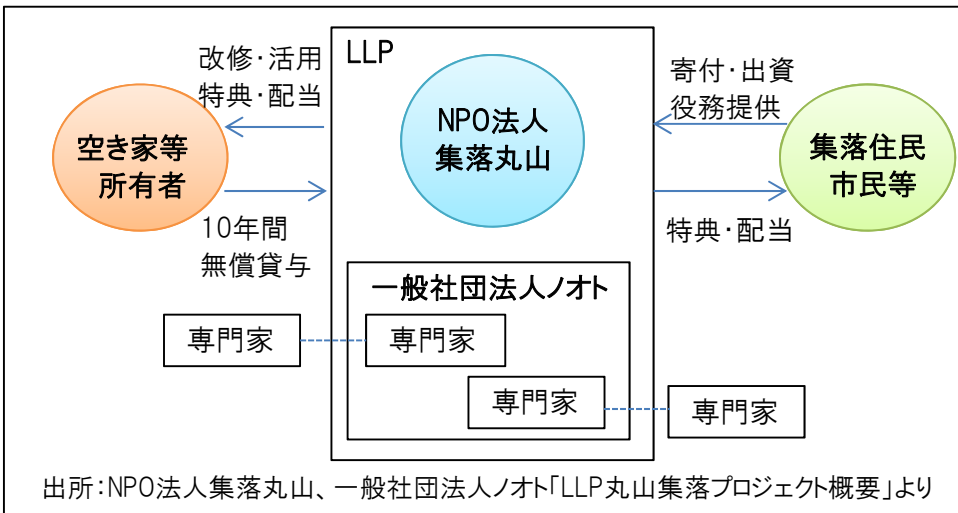 LLP
改修・活用
特典・配当
空き家等
所有者
10年間
無償貸与
NPO法人
集落丸山
寄付・出資
役務提供
集落住民
市民等
特典・配当
一般社団法人ノオト
専門家
専門家
専門家
専門家
出所：NPO法人集落丸山、一般社団法人ノオト「LLP丸山集落プロジェクト概要」より